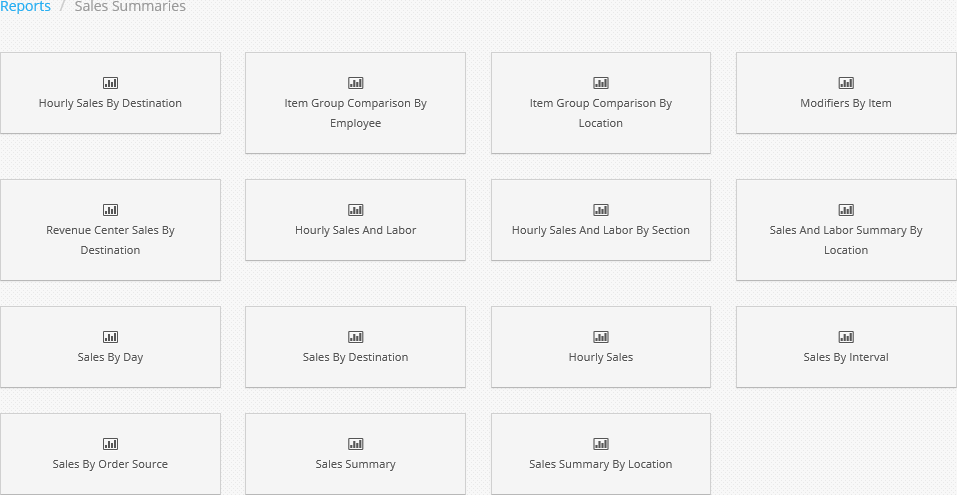 Reports / Sales Summaries
Hourly Sales By Destination
Item Group Comparison By
Employee
Item Group Comparison By
Location
Modifiers By Item
Revenue Center Sales By
Destination
Hourly Sales And Labor
Hourly Sales And Labor By Section
Sales And Labor Summary By
Location
Sales By Day
Sales By Destination
Hourly Sales
Sales By Interval
Sales By Order Source
Sales Summary
Sales Summary By Location